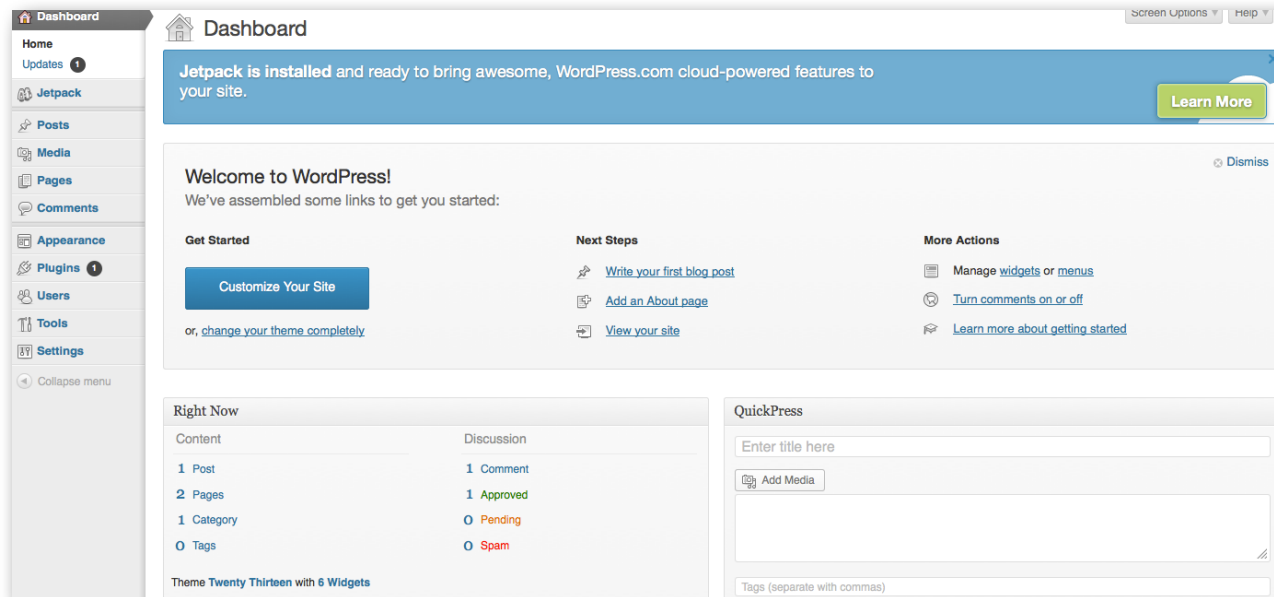 Dashboard
Home
Updates 1
Jetpack
Posts
Media
Pages
Comments
Appearance
Plugins 1
Users
Tools
Settings
Collapse menu
Screen Options Help
Dashboard
Jetpack is installed and ready to bring awesome, WordPress.com cloud-powered features to
your site.
Learn More
Dismiss
Welcome to WordPress!
We've assembled some links to get you started:
Get Started
Customize Your Site
or, change your theme completely
Next Steps
Write your first blog post
Add an About page
View your site
More Actions
Manage widgets or menus
Turn comments on or off
Learn more about getting started
Right Now
Content
1 Post
2 Pages
1 Category
0 Tags
Discussion
1 Comment
1 Approved
0 Pending
0 Spam
Theme Twenty Thirteen with 6 Widgets
QuickPress
Enter title here
Add Media
Tags (separate with commas)